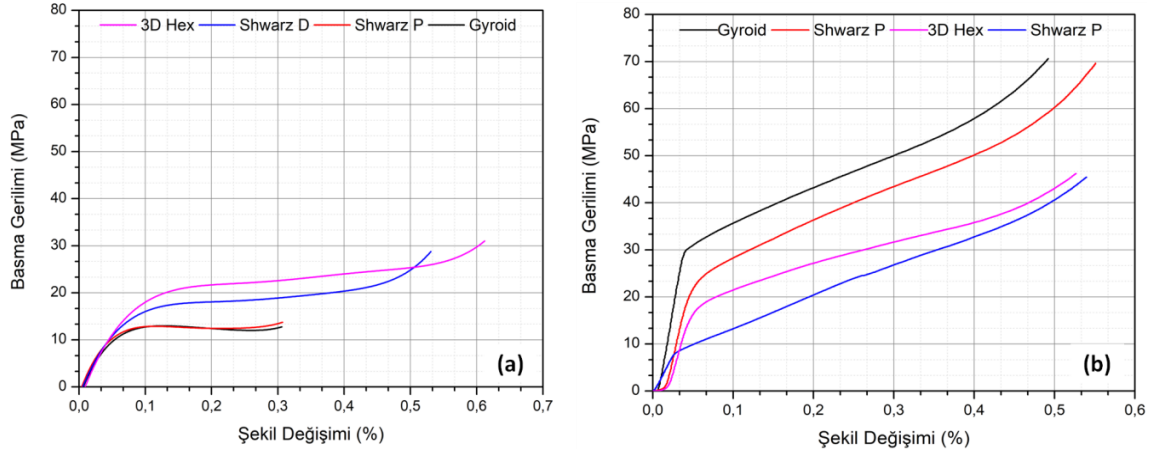 3D Hex Shwarz D Shwarz P Gyroid
80
70
60
50
40
30
20
10
0
Basma Gerilimi (MPa)
0,0 0,1 0,2 0,3 0,4 0,5 0,6 0,7
Şekil Değişimi (%)
(a)
Gyroid Shwarz P 3D Hex Shwarz P
80
70
60
50
40
30
20
10
0
Basma Gerilimi (MPa)
0,0 0,1 0,2 0,3 0,4 0,5 0,6
Şekil Değişimi (%)
(b)